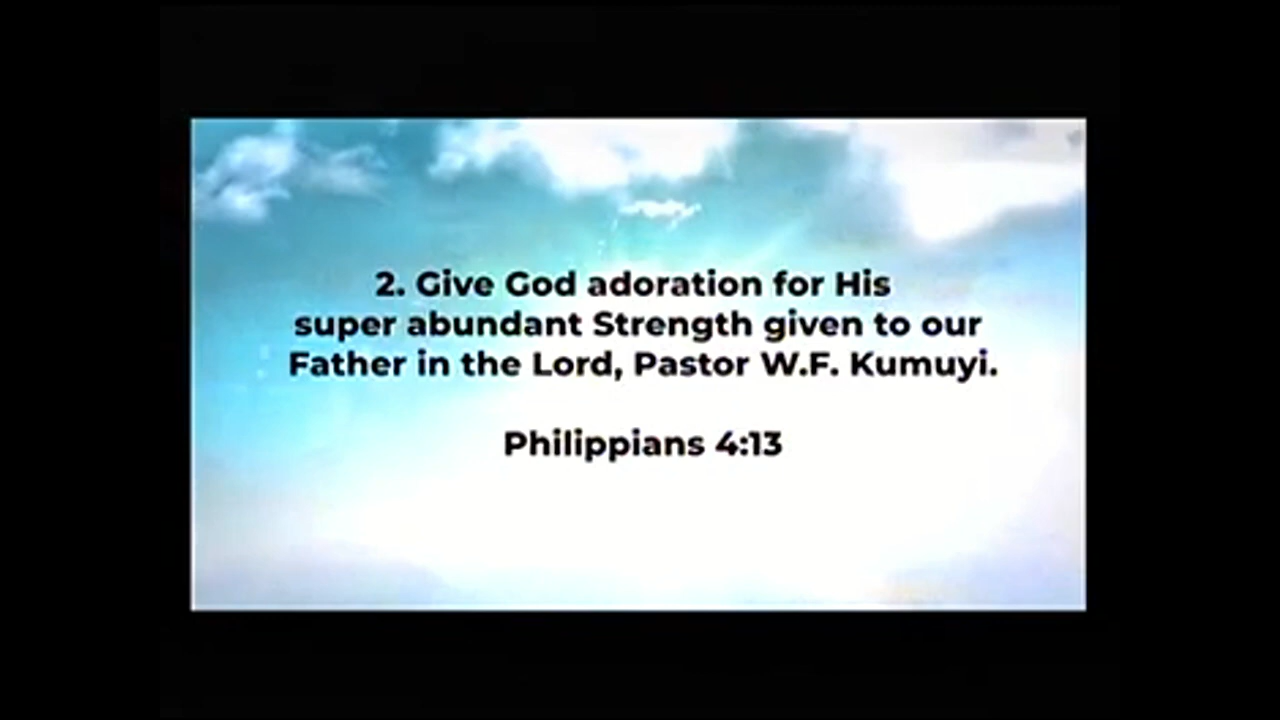 2. Give God adoration for His
super abundant Strength given to our
Father in the Lord, Pastor W.F. Kumuyi.
Philippians 4:13